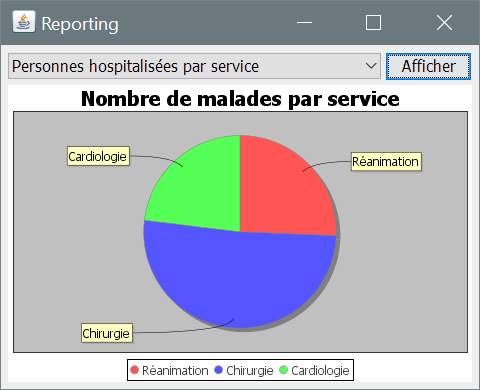 Reporting
Personnes hospitalisées par service
Afficher
Nombre de malades par service
Cardiologie
Réanimation
Chirurgie
Réanimation Chirurgie Cardiologie